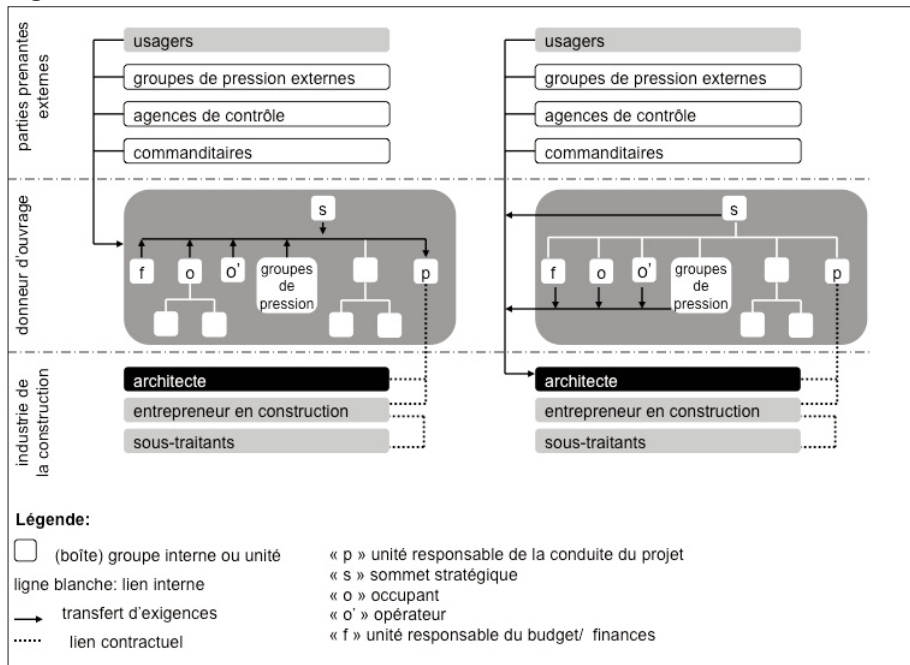 parties prenantes
externes
usagers
groupes de pression externes
agences de contrôle
commanditaires
usagers
groupes de pression externes
agences de contrôle
commanditaires
donneur d'ouvrage
s
f
o
o'
groupes
de
pression
p
s
f
o
o'
groupes
de
pression
p
industrie de
la construction
architecte
entrepreneur en construction
sous-traitants
architecte
entrepreneur en construction
sous-traitants
Légende:
(boîte) groupe interne ou unité
ligne blanche: lien interne
transfert d'exigences
lien contractuel
« p » unité responsable de la conduite du projet
« s » sommet stratégique
« o » occupant
« o' » opérateur
« f » unité responsable du budget/ finances